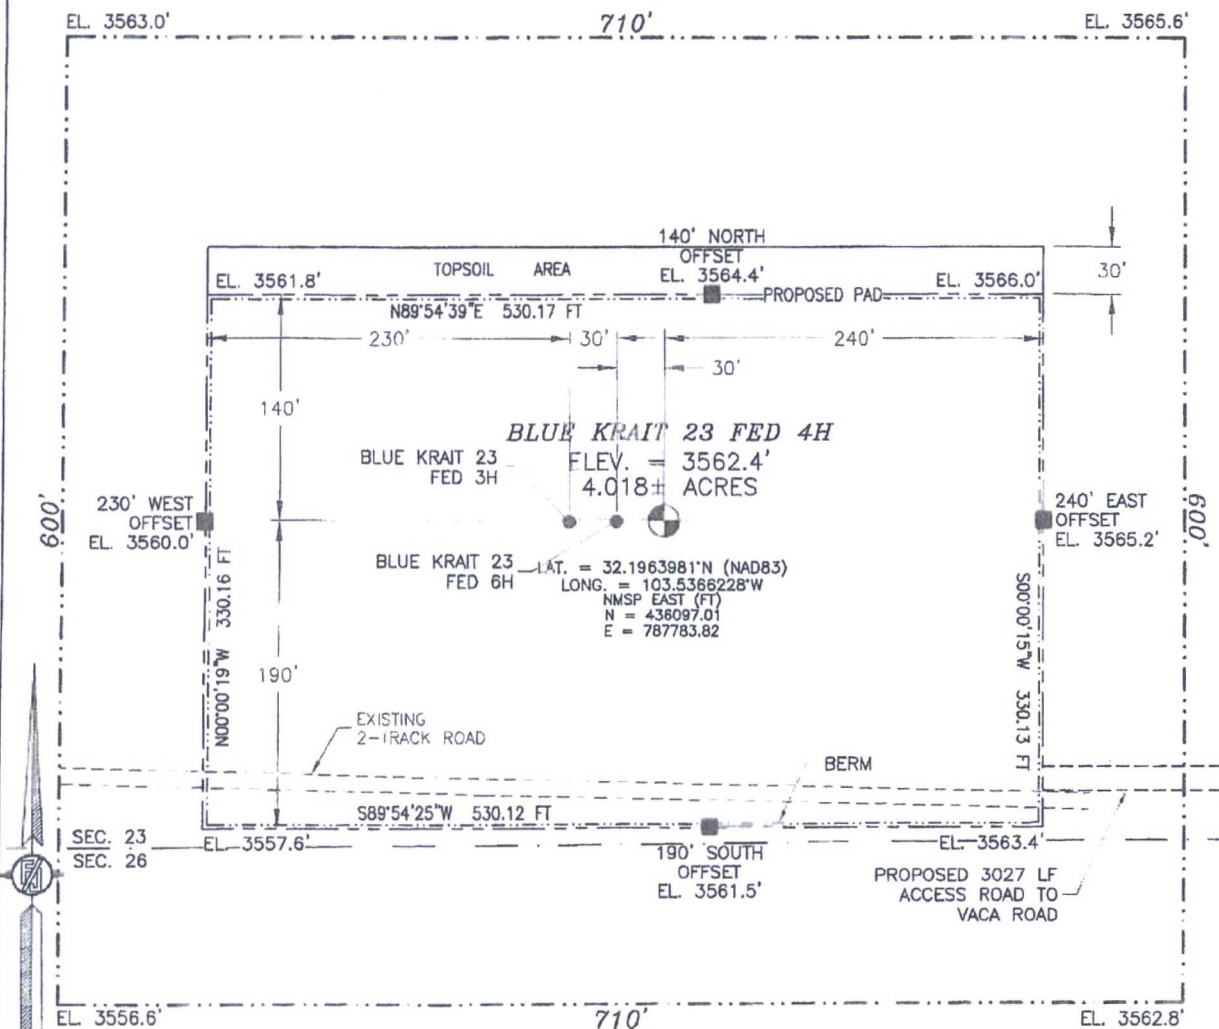 EL. 3563.0'
710'
EL. 3565.6'
140' NORTH
OFFSET
EL. 3564.4'
30'
TOPSOIL AREA
EL. 3561.8'
EL. 3566.0'
PROPOSED PAD
N89°54'39"E 530.17 FT
230'
30'
240'
30'
140'
BLUE KRAIT 23 FED 4H
ELEV. = 3562.4'
4.018± ACRES
BLUE KRAIT 23
FED 3H
600'
230' WEST
OFFSET
EL. 3560.0'
240' EAST
OFFSET
EL. 3565.2'
600'
BLUE KRAIT 23
FED 6H
LAT. = 32.1963981°N (NAD83)
LONG. = 103.5366228°W
NMSP EAST (FT)
N = 436097.01
E = 787783.82
N00°00'19"W 330.16 FT
S00°00'15"W 330.13 FT
190'
EXISTING
2-TRACK ROAD
BERM
S89°54'25"W 530.12 FT
SEC. 23
SEC. 26
EL. 3557.6'
EL. 3563.4'
190' SOUTH
OFFSET
EL. 3561.5'
PROPOSED 3027 LF
ACCESS ROAD TO
VACA ROAD
EL. 3556.6'
710'
EL. 3562.8'